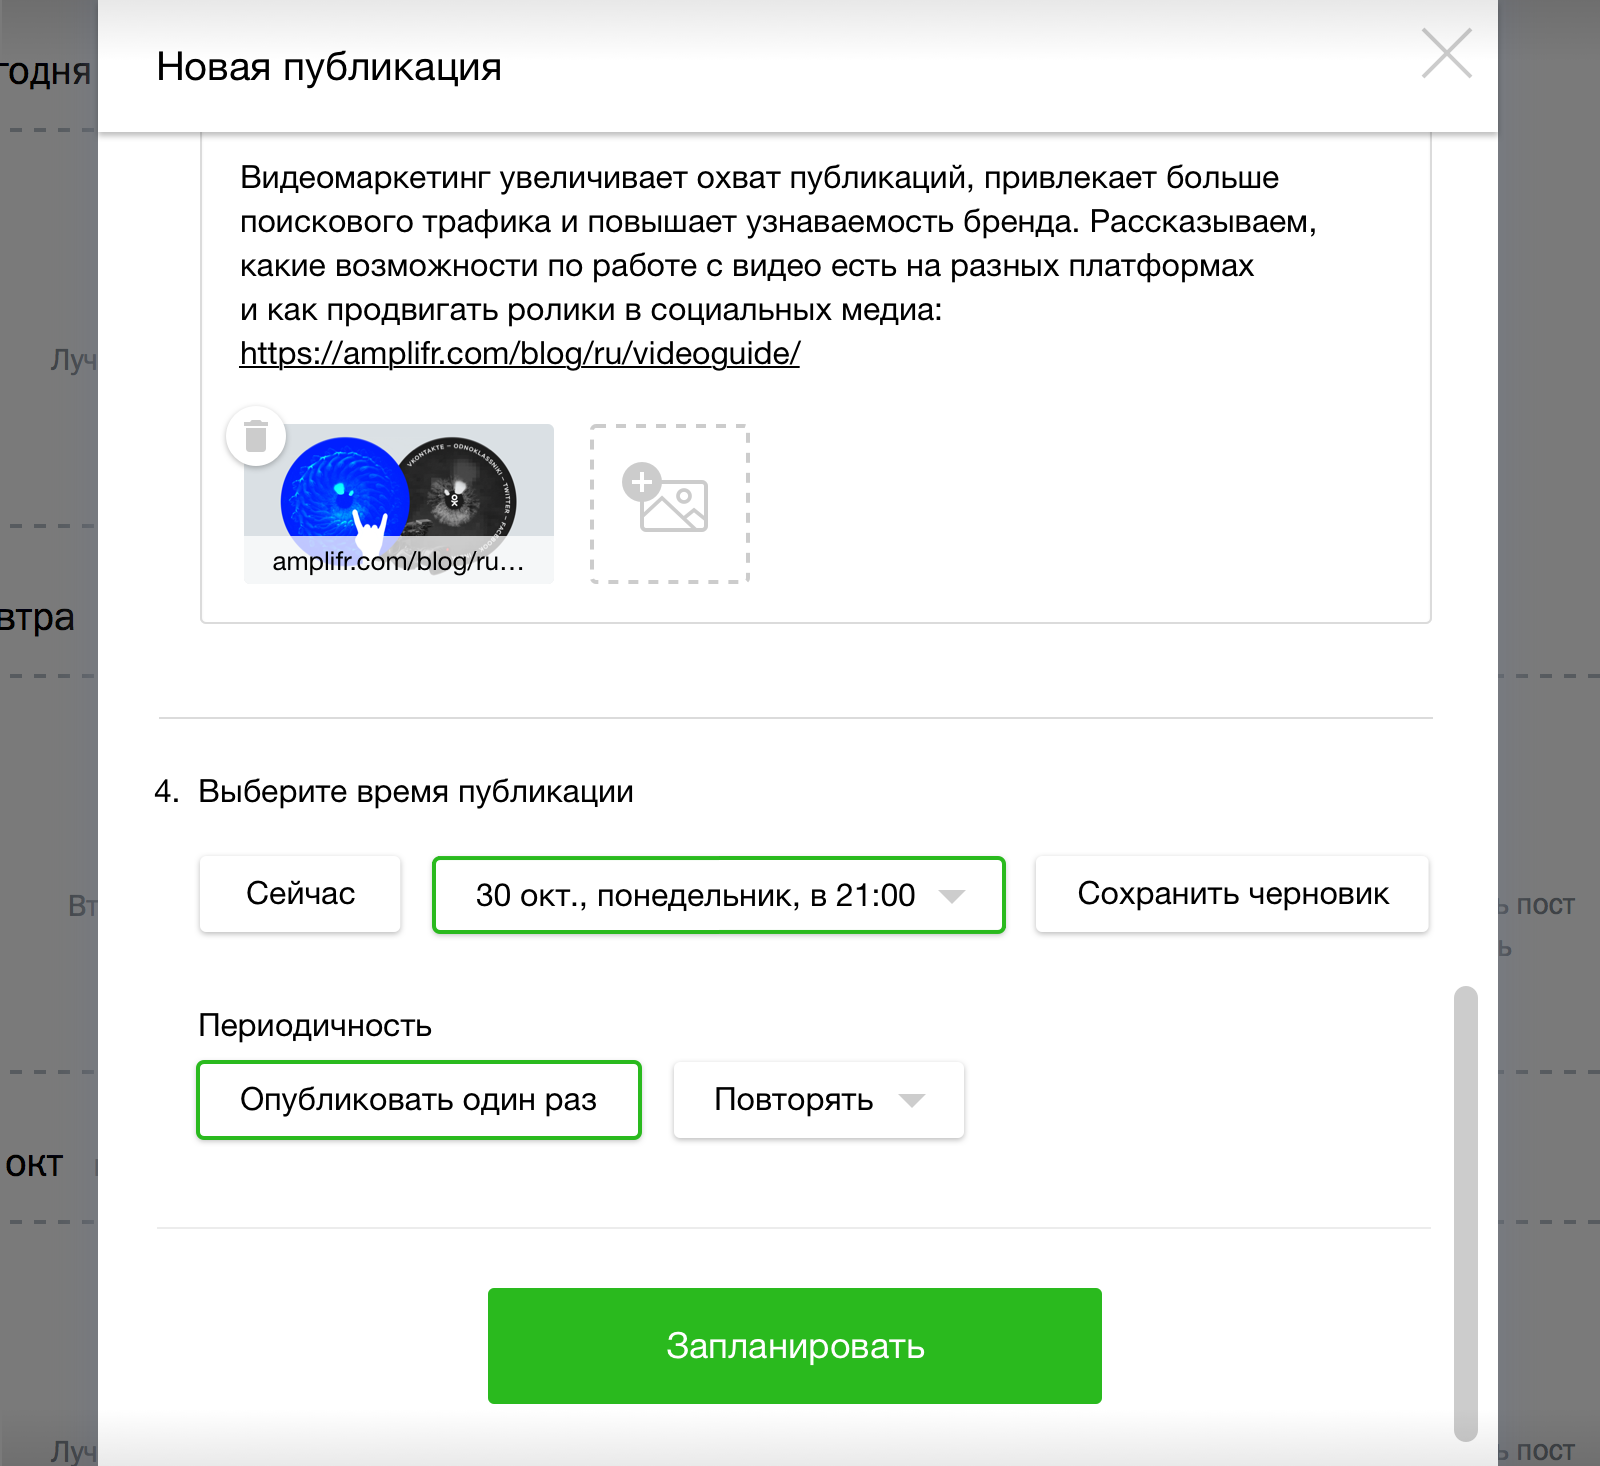 Новая публикация
годня
Видеомаркетинг увеличивает охват публикаций, привлекает больше
поискового трафика и повышает узнаваемость бренда. Рассказываем,
какие возможности по работе с видео есть на разных платформах
и как продвигать ролики в социальных медиа:
https://amplifr.com/blog/ru/videoguide/
Луч
VKONTAKTE – ODNOKLASSNIKI – TWITTER – FACEBOOK
amplifr.com/blog/ru...
втра
4. Выберите время публикации
Сейчас
30 окт., понедельник, в 21:00
Сохранить черновик
Вт
ь пост
ь
Периодичность
Опубликовать один раз
Повторять
окт
Запланировать
Луч
ь пост